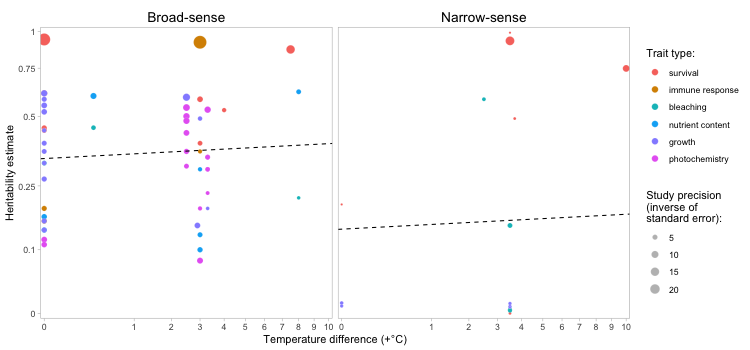 Broad-sense
Narrow-sense
Heritability estimate
1
0.75
0.5
0.25
0.1
0
0 1 2 3 4 5 6 7 8 9 10
0 1 2 3 4 5 6 7 8 9 10
Temperature difference (+°C)
Trait type:
survival
immune response
bleaching
nutrient content
growth
photochemistry
Study precision
(inverse of
standard error):
5
10
15
20